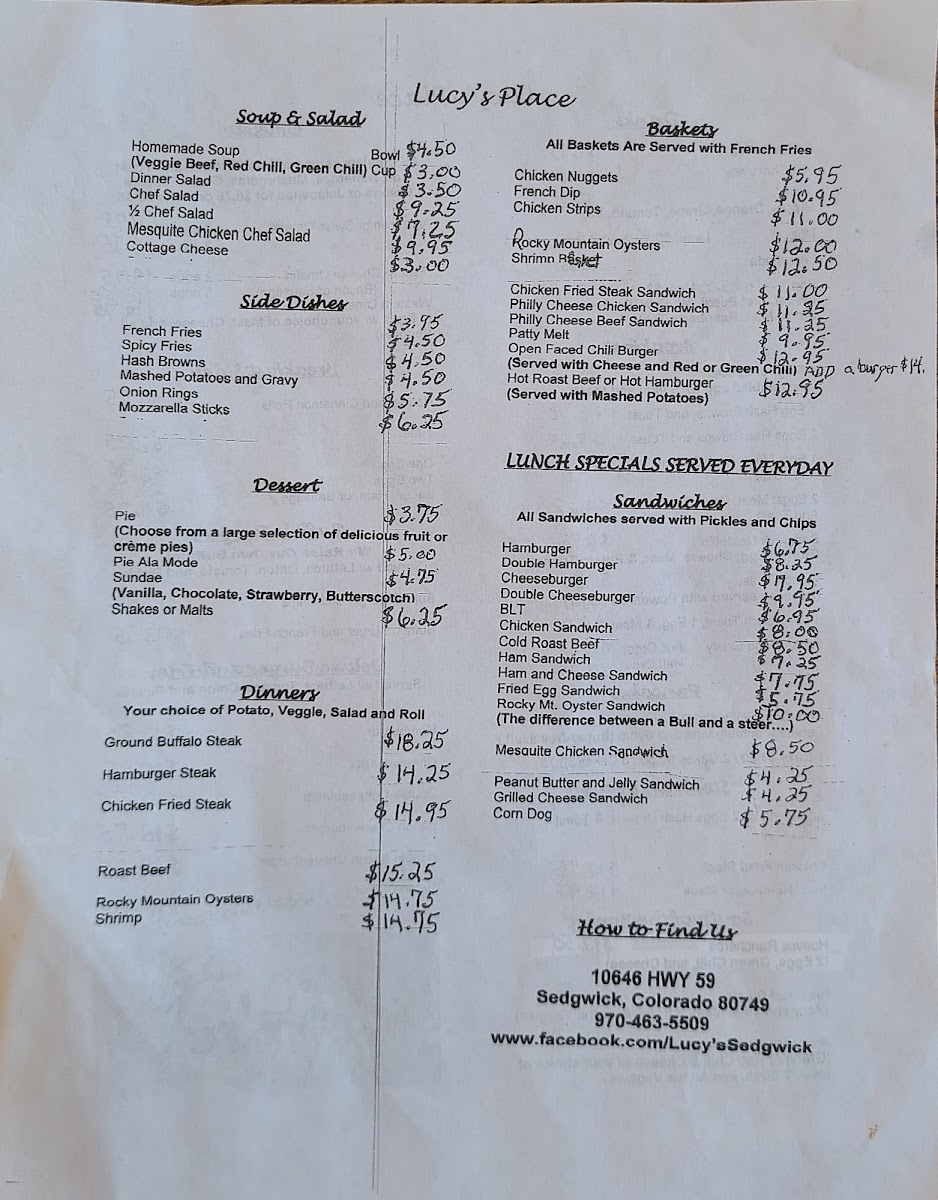 Lucy's Place
Soup & Salad
Homemade Soup Bowl $4.50
(Veggie Beef, Red Chili, Green Chili) Cup $3.00
Dinner Salad $3.50
Chef Salad $9.25
½ Chef Salad $7.25
Mesquite Chicken Chef Salad $9.95
Cottage Cheese $3.00
Side Dishes
French Fries $3.95
Spicy Fries $4.50
Hash Browns $4.50
Mashed Potatoes and Gravy $4.50
Onion Rings $5.75
Mozzarella Sticks $6.25
Dessert
Pie $3.75
(Choose from a large selection of delicious fruit or
crème pies)
Pie Ala Mode $5.00
Sundae $4.75
(Vanilla, Chocolate, Strawberry, Butterscotch)
Shakes or Malts $6.25
Dinners
Your choice of Potato, Veggie, Salad and Roll
Ground Buffalo Steak $18.25
Hamburger Steak $14.25
Chicken Fried Steak $14.95
Roast Beef $15.25
Rocky Mountain Oysters $14.75
Shrimp $14.75
Baskets
All Baskets Are Served with French Fries
Chicken Nuggets $5.95
French Dip $10.95
Chicken Strips $11.00
Rocky Mountain Oysters $12.00
Shrimp Basket $12.50
Chicken Fried Steak Sandwich $11.00
Philly Cheese Chicken Sandwich $11.25
Philly Cheese Beef Sandwich $11.25
Patty Melt $9.95
Open Faced Chili Burger $12.95
(Served with Cheese and Red or Green Chili) ADD a burger $14.
Hot Roast Beef or Hot Hamburger $12.95
(Served with Mashed Potatoes)
LUNCH SPECIALS SERVED EVERYDAY
Sandwiches
All Sandwiches served with Pickles and Chips
Hamburger $6.75
Double Hamburger $8.25
Cheeseburger $7.95
Double Cheeseburger $9.95
BLT $6.95
Chicken Sandwich $8.00
Cold Roast Beef $8.50
Ham Sandwich $7.25
Ham and Cheese Sandwich $7.75
Fried Egg Sandwich $5.75
Rocky Mt. Oyster Sandwich $10.00
(The difference between a Bull and a steer....)
Mesquite Chicken Sandwich $8.50
Peanut Butter and Jelly Sandwich $4.25
Grilled Cheese Sandwich $4.25
Corn Dog $5.75
How to Find Us
10646 HWY 59
Sedgwick, Colorado 80749
970-463-5509
www.facebook.com/Lucy'sSedgwick